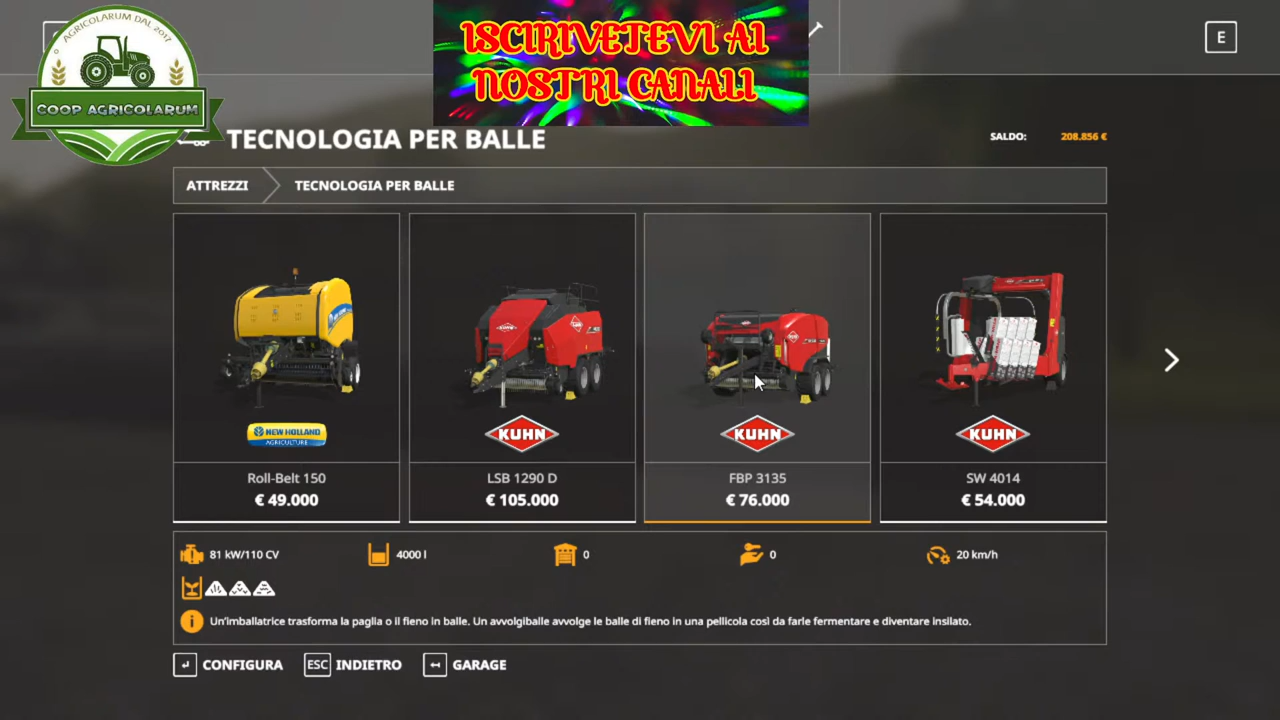 AGRICOLARUM DAL 2017
COOP AGRICOLARUM
ISCIRIVETEVI AI
NOSTRI CANALI
E
TECNOLOGIA PER BALLE
SALDO: 208.856 €
ATTREZZI TECNOLOGIA PER BALLE
NEW HOLLAND
AGRICULTURE
KUHN
KUHN
KUHN
Roll-Belt 150
€ 49.000
LSB 1290 D
€ 105.000
FBP 3135
€ 76.000
SW 4014
€ 54.000
81 kW/110 CV 4000 l 0 0 20 km/h
Un'imballatrice trasforma la paglia o il fieno in balle. Un avvolgiballe avvolge le balle di fieno in una pellicola così da farle fermentare e diventare insilato.
CONFIGURA ESC INDIETRO GARAGE